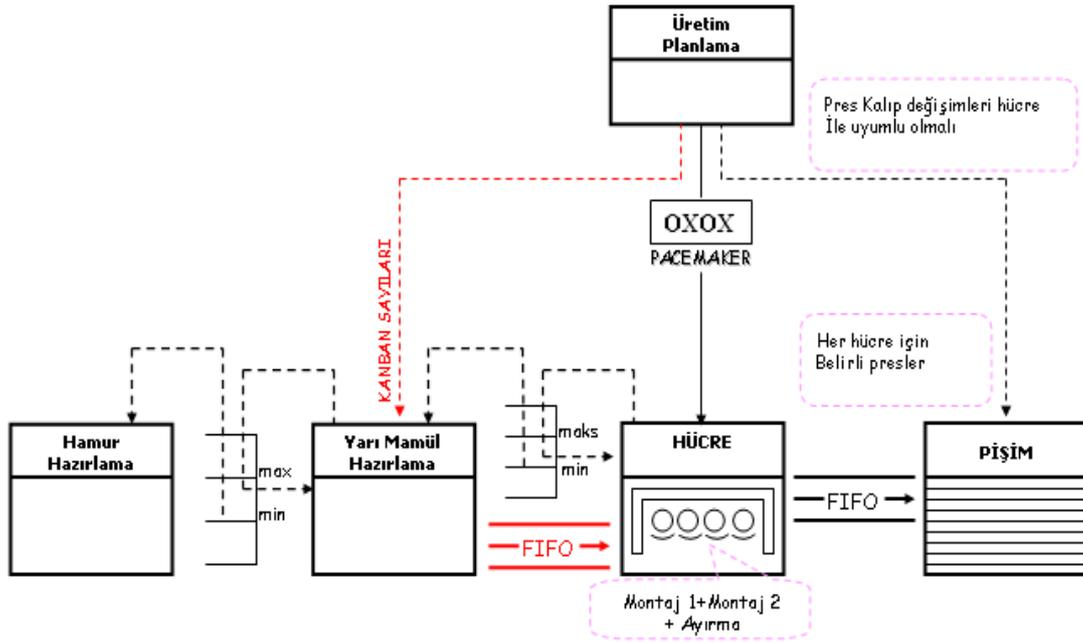 Üretim
Planlama
Pres Kalıp değişimleri hücre
İle uyumlu olmalı
OXOX
PACEMAKER
KANBAN SAYILARI
Her hücre için
Belirli presler
Hamur
Hazırlama
max
min
Yarı Mamül
Hazırlama
maks
min
HÜCRE
PİŞİM
FIFO
FIFO
Montaj 1+Montaj 2
+ Ayırma